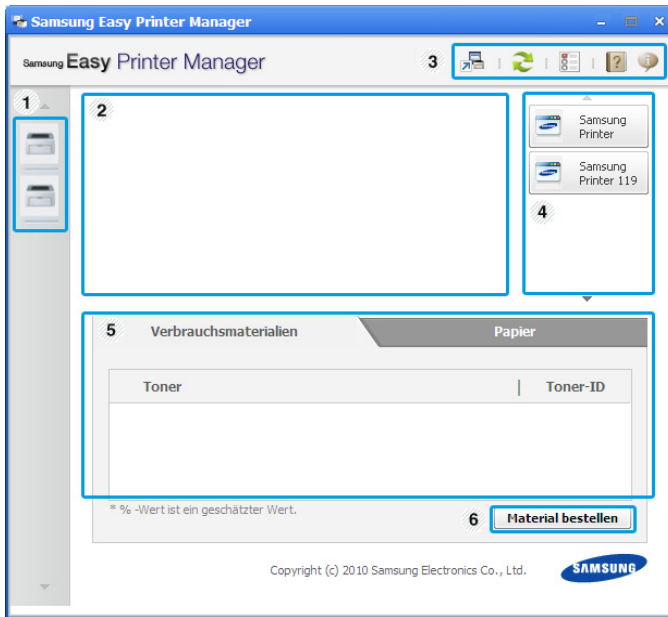 Samsung Easy Printer Manager
Samsung Easy Printer Manager
3
1
2
Samsung
Printer
Samsung
Printer 119
4
5 Verbrauchsmaterialien Papier
Toner Toner-ID
* % -Wert ist ein geschätzter Wert.
6 Material bestellen
Copyright (c) 2010 Samsung Electronics Co., Ltd. SAMSUNG